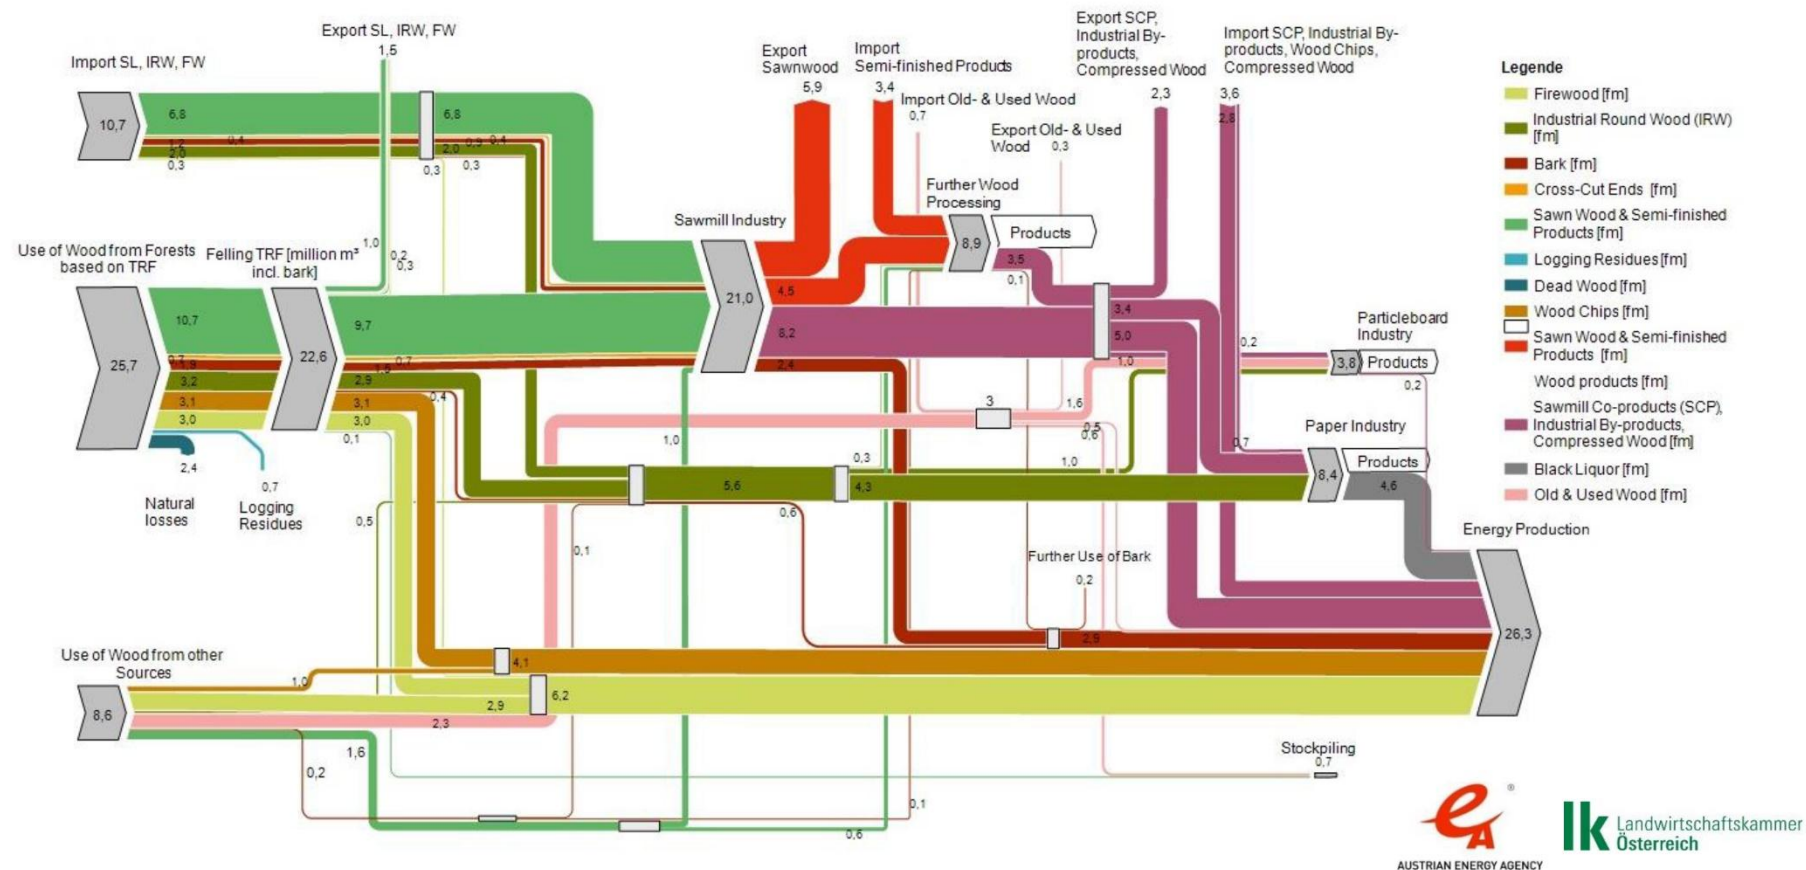 Import SL, IRW, FW
Export SL, IRW, FW
1,5
Export
Sawnwood
5,9
Import
Semi-finished Products
3,4
Import Old- & Used Wood
0,7
Export Old- & Used
Wood
0,3
Export SCP,
Industrial By-
products,
Compressed Wood
2,3
Import SCP, Industrial By-
products, Wood Chips,
Compressed Wood
3,6
2,8
10,7
6,8
1,2
2,0
0,3
0,4
6,8
2,0
0,9
0,4
0,3
0,3
Use of Wood from Forests
based on TRF
Felling TRF [million m³
incl. bark]
1,0
0,2
0,3
Sawmill Industry
Further Wood
Processing
8,9
Products
3,5
0,1
25,7
10,7
0,7
1,9
3,2
3,1
3,0
2,4
0,7
Natural
losses
Logging
Residues
22,6
9,7
0,7
1,5
2,9
0,4
3,1
3,0
0,1
21,0
4,5
8,2
2,4
3,4
5,0
1,0
0,2
Particleboard
Industry
3,8
Products
0,2
3
1,6
0,5
0,6
1,0
0,3
1,0
0,7
Paper Industry
8,4
Products
4,6
5,6
4,3
0,5
0,6
0,1
Further Use of Bark
0,2
2,9
Energy Production
26,3
Use of Wood from other
Sources
8,6
1,0
4,1
2,9
6,2
2,3
1,6
0,2
0,1
0,6
Stockpiling
0,7
Legende
Firewood [fm]
Industrial Round Wood (IRW)
[fm]
Bark [fm]
Cross-Cut Ends [fm]
Sawn Wood & Semi-finished
Products [fm]
Logging Residues [fm]
Dead Wood [fm]
Wood Chips [fm]
Sawn Wood & Semi-finished
Products [fm]
Wood products [fm]
Sawmill Co-products (SCP),
Industrial By-products,
Compressed Wood [fm]
Black Liquor [fm]
Old & Used Wood [fm]
eA ®
AUSTRIAN ENERGY AGENCY
lk Landwirtschaftskammer
Österreich